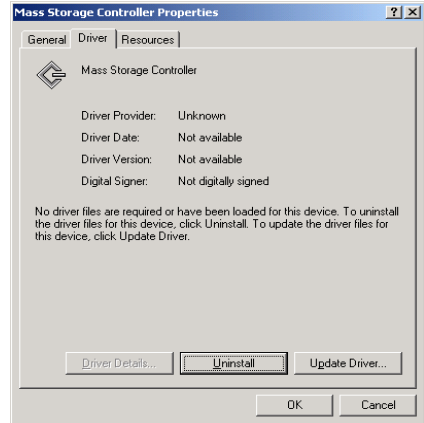 Mass Storage Controller Properties
General Driver Resources
Mass Storage Controller
Driver Provider: Unknown
Driver Date: Not available
Driver Version: Not available
Digital Signer: Not digitally signed
No driver files are required or have been loaded for this device. To uninstall
the driver files for this device, click Uninstall. To update the driver files for
this device, click Update Driver.
Driver Details... Uninstall Update Driver...
OK Cancel